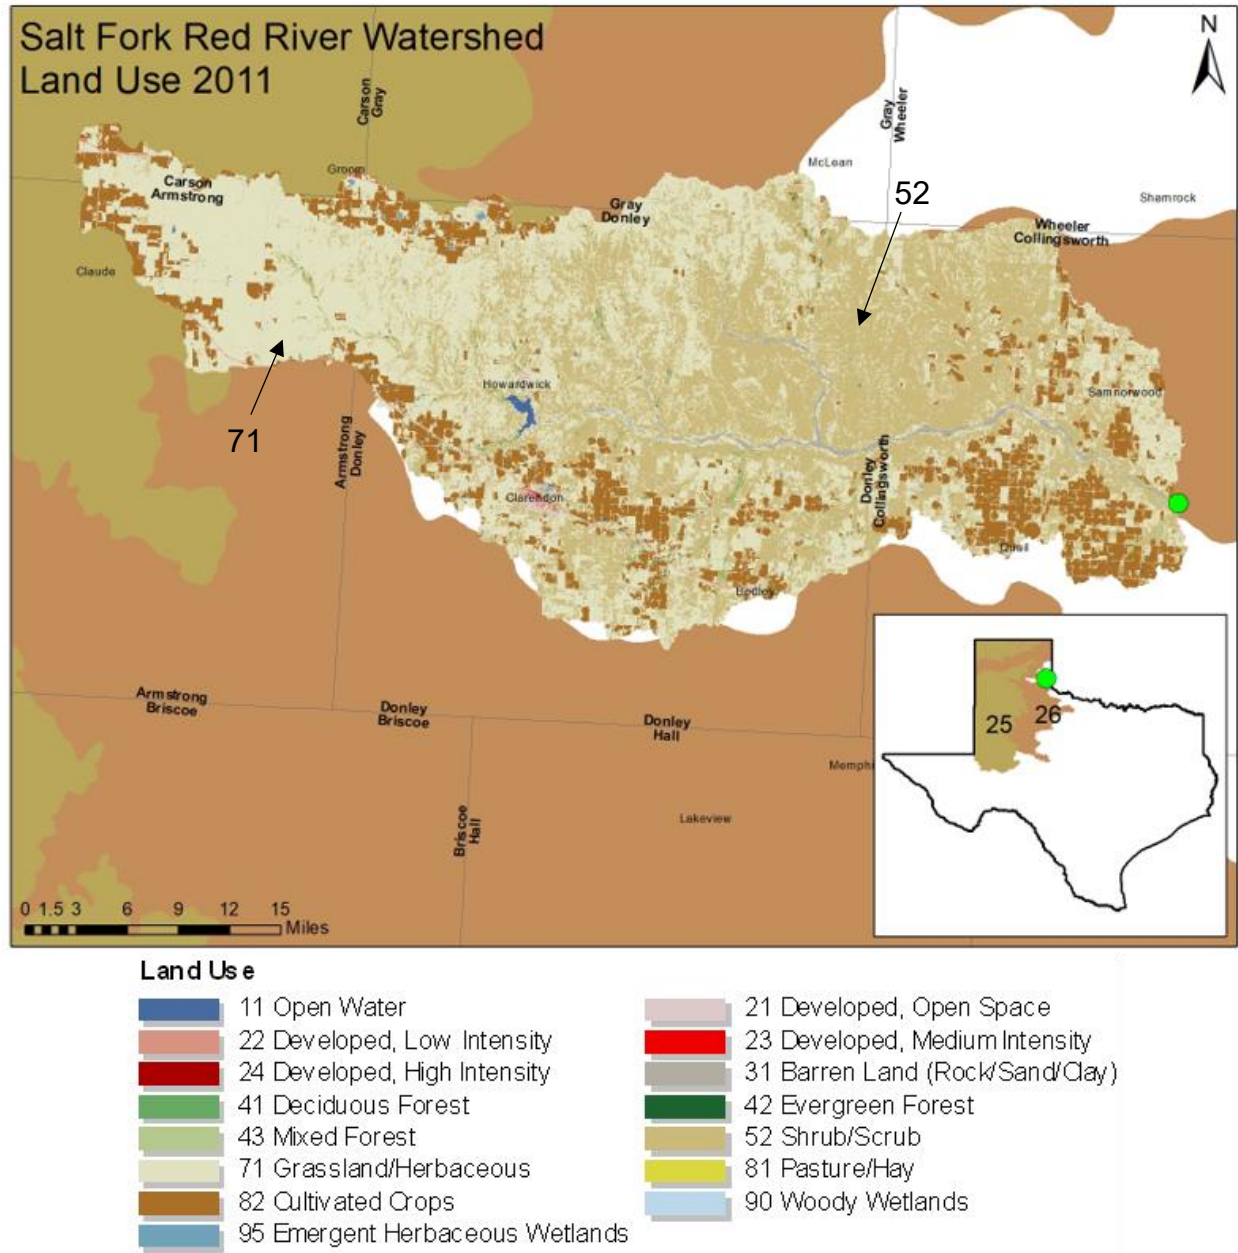 Salt Fork Red River Watershed
Land Use 2011
N
Carson
Gray
Gray
Wheeler
McLean
52
Groom
Carson
Armstrong
Gray
Donley
Shamrock
Wheeler
Collingsworth
Claude
Howardwick
Samnorwood
71
Armstrong
Donley
Donley
Collingsworth
Clarendon
Quail
Hedley
Armstrong
Briscoe
Donley
Briscoe
Donley
Hall
25
26
Memphi
Briscoe
Hall
Lakeview
0 1.5 3 6 9 12 15
Miles
Land Use
11 Open Water
21 Developed, Open Space
22 Developed, Low Intensity
23 Developed, Medium Intensity
24 Developed, High Intensity
31 Barren Land (Rock/Sand/Clay)
41 Deciduous Forest
42 Evergreen Forest
43 Mixed Forest
52 Shrub/Scrub
71 Grassland/Herbaceous
81 Pasture/Hay
82 Cultivated Crops
90 Woody Wetlands
95 Emergent Herbaceous Wetlands